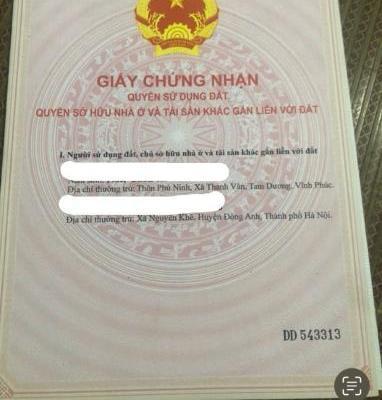 GIẤY CHỨNG NHẬN
QUYỀN SỬ DỤNG ĐẤT,
QUYỀN SỞ HỮU NHÀ Ở VÀ TÀI SẢN KHÁC GẮN LIỀN VỚI ĐẤT
I. Người sử dụng đất, chủ sở hữu nhà ở và tài sản khác gắn liền với đất
Địa chỉ thường trú: Thôn Phú Ninh, Xã Thanh Vân, Tam Dương, Vĩnh Phúc.
Địa chỉ thường trú: Xã Nguyên Khê, Huyện Đông Anh, Thành phố Hà Nội.
DD 543313